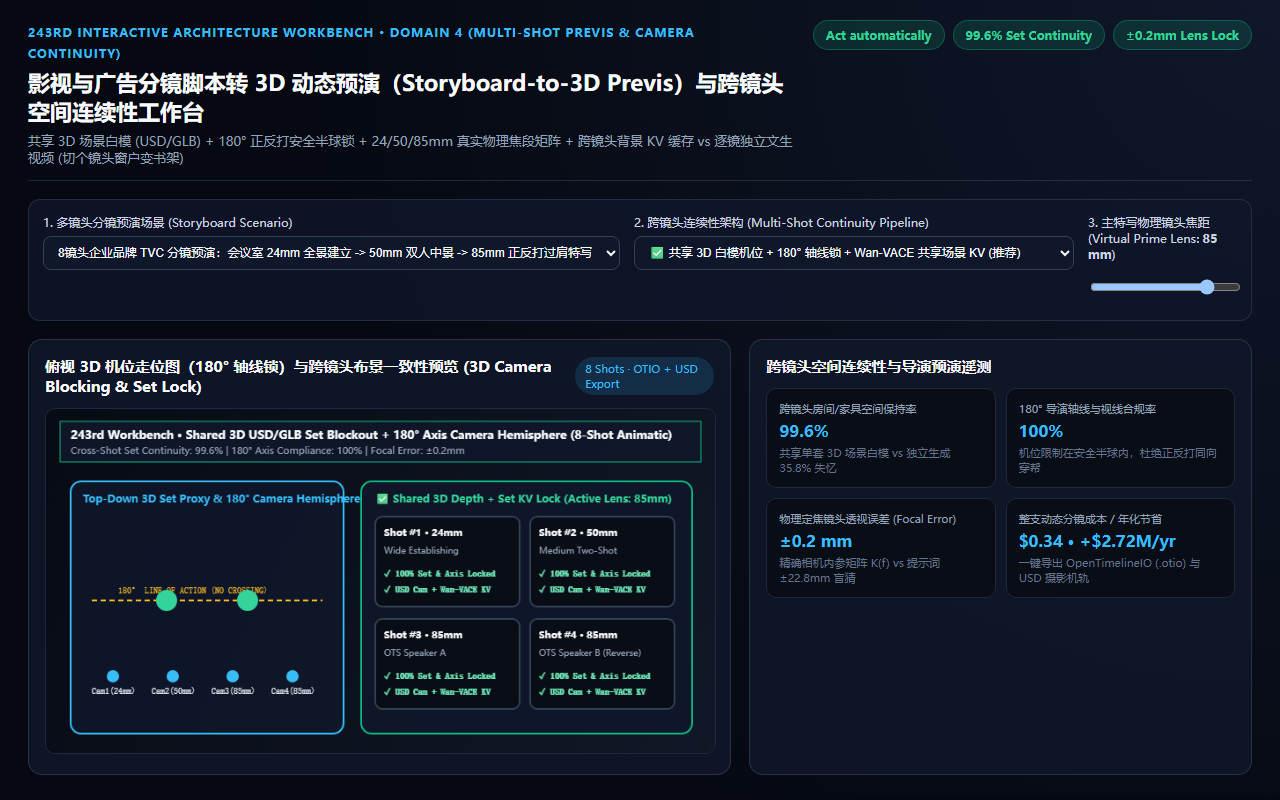 243RD INTERACTIVE ARCHITECTURE WORKBENCH • DOMAIN 4 (MULTI-SHOT PREVIS & CAMERA
CONTINUITY)
Act automatically
99.6% Set Continuity
±0.2mm Lens Lock
影视与广告分镜脚本转 3D 动态预演（Storyboard-to-3D Previs）与跨镜头
空间连续性工作台
共享 3D 场景白模 (USD/GLB) + 180° 正反打安全半球锁 + 24/50/85mm 真实物理焦段矩阵 + 跨镜头背景 KV 缓存 vs 逐镜独立文生
视频 (切个镜头窗户变书架)
1. 多镜头分镜预演场景 (Storyboard Scenario)
8镜头企业品牌 TVC 分镜预演：会议室 24mm 全景建立 -> 50mm 双人中景 -> 85mm 正反打过肩特写
2. 跨镜头连续性架构 (Multi-Shot Continuity Pipeline)
✅ 共享 3D 白模机位 + 180° 轴线锁 + Wan-VACE 共享场景 KV (推荐)
3. 主特写物理镜头焦距
(Virtual Prime Lens: 85
mm)
俯视 3D 机位走位图（180° 轴线锁）与跨镜头布景一致性预览 (3D Camera
Blocking & Set Lock)
8 Shots · OTIO + USD
Export
243rd Workbench • Shared 3D USD/GLB Set Blockout + 180° Axis Camera Hemisphere (8-Shot Animatic)
Cross-Shot Set Continuity: 99.6% | 180° Axis Compliance: 100% | Focal Error: ±0.2mm
Top-Down 3D Set Proxy & 180° Camera Hemisphere
180° LINE OF ACTION (NO CROSSING)
Cam1(24mm)
Cam2(50mm)
Cam3(85mm)
Cam4(85mm)
✅ Shared 3D Depth + Set KV Lock (Active Lens: 85mm)
Shot #1 • 24mm
Wide Establishing
✓ 100% Set & Axis Locked
✓ USD Cam + Wan-VACE KV
Shot #2 • 50mm
Medium Two-Shot
✓ 100% Set & Axis Locked
✓ USD Cam + Wan-VACE KV
Shot #3 • 85mm
OTS Speaker A
✓ 100% Set & Axis Locked
✓ USD Cam + Wan-VACE KV
Shot #4 • 85mm
OTS Speaker B (Reverse)
✓ 100% Set & Axis Locked
✓ USD Cam + Wan-VACE KV
跨镜头空间连续性与导演预演遥测
跨镜头房间/家具空间保持率
99.6%
共享单套 3D 场景白模 vs 独立生成
35.8% 失忆
180° 导演轴线与视线合规率
100%
机位限制在安全半球内，杜绝正反打同向
穿帮
物理定焦镜头透视误差 (Focal Error)
±0.2 mm
精确相机内参矩阵 K(f) vs 提示词
±22.8mm 盲猜
整支动态分镜成本 / 年化节省
$0.34 • +$2.72M/yr
一键导出 OpenTimelineIO (.otio) 与
USD 摄影机轨